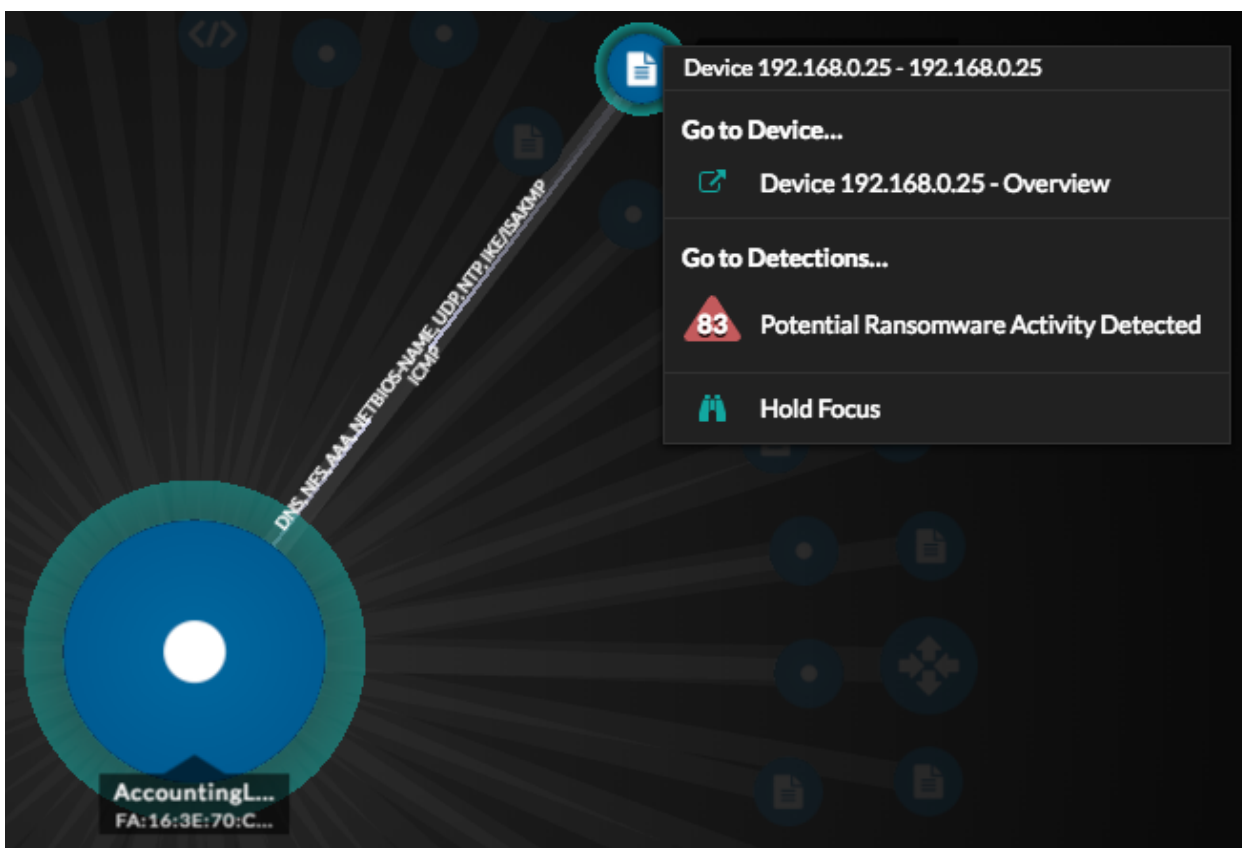 </>
Device 192.168.0.25 - 192.168.0.25
Go to Device...
Device 192.168.0.25 - Overview
Go to Detections...
83 Potential Ransomware Activity Detected
Hold Focus
DNS, NFS, AAA, NETBIOS-NAME, UDP, NTP, IKE/ISAKMP,
ICMP
AccountingL...
FA:16:3E:70:C...